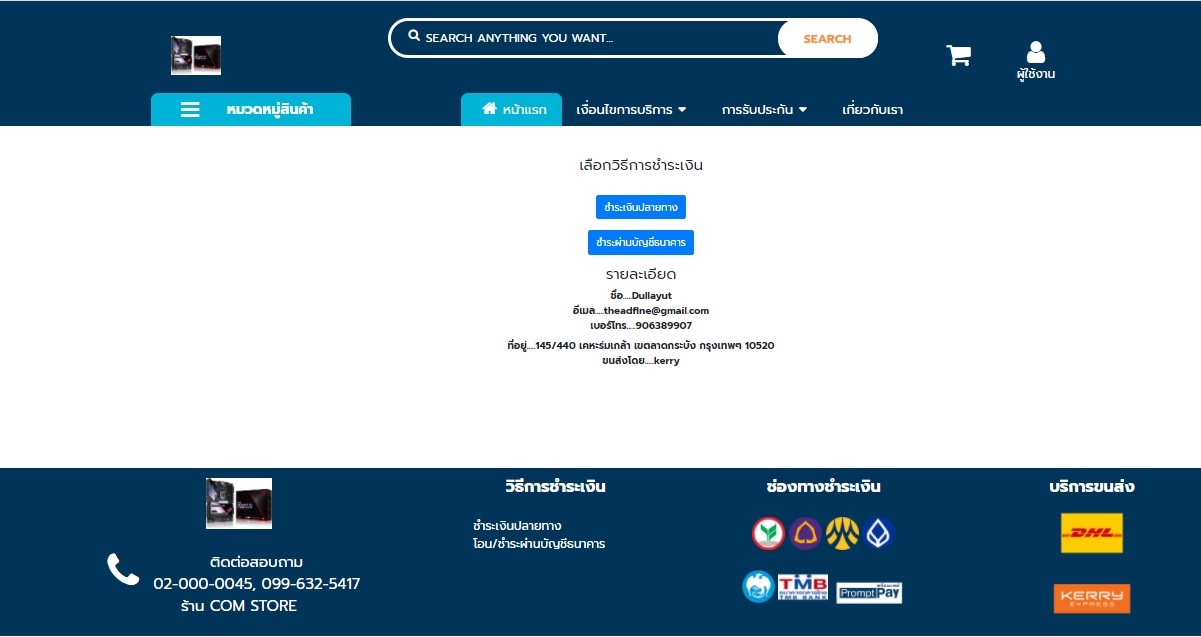 SEARCH ANYTHING YOU WANT...
SEARCH
ผู้ใช้งาน
หมวดหมู่สินค้า
หน้าแรก
เงื่อนไขการบริการ
การรับประกัน
เกี่ยวกับเรา
เลือกวิธีการชำระเงิน
ชำระเงินปลายทาง
ชำระผ่านบัญชีธนาคาร
รายละเอียด
ชื่อ....Dullayut
อีเมล....theadfine@gmail.com
เบอร์โทร....906389907
ที่อยู่....145/440 เคหะร่มเกล้า เขตลาดกระบัง กรุงเทพๆ 10520
ขนส่งโดย....kerry
ติดต่อสอบถาม
02-000-0045, 099-632-5417
ร้าน COM STORE
วิธีการชำระเงิน
ชำระเงินปลายทาง
โอน/ชำระผ่านบัญชีธนาคาร
ช่องทางชำระเงิน
TMB
TMB BANK
PromptPay
บริการขนส่ง
DHL
KERRY
EXPRESS